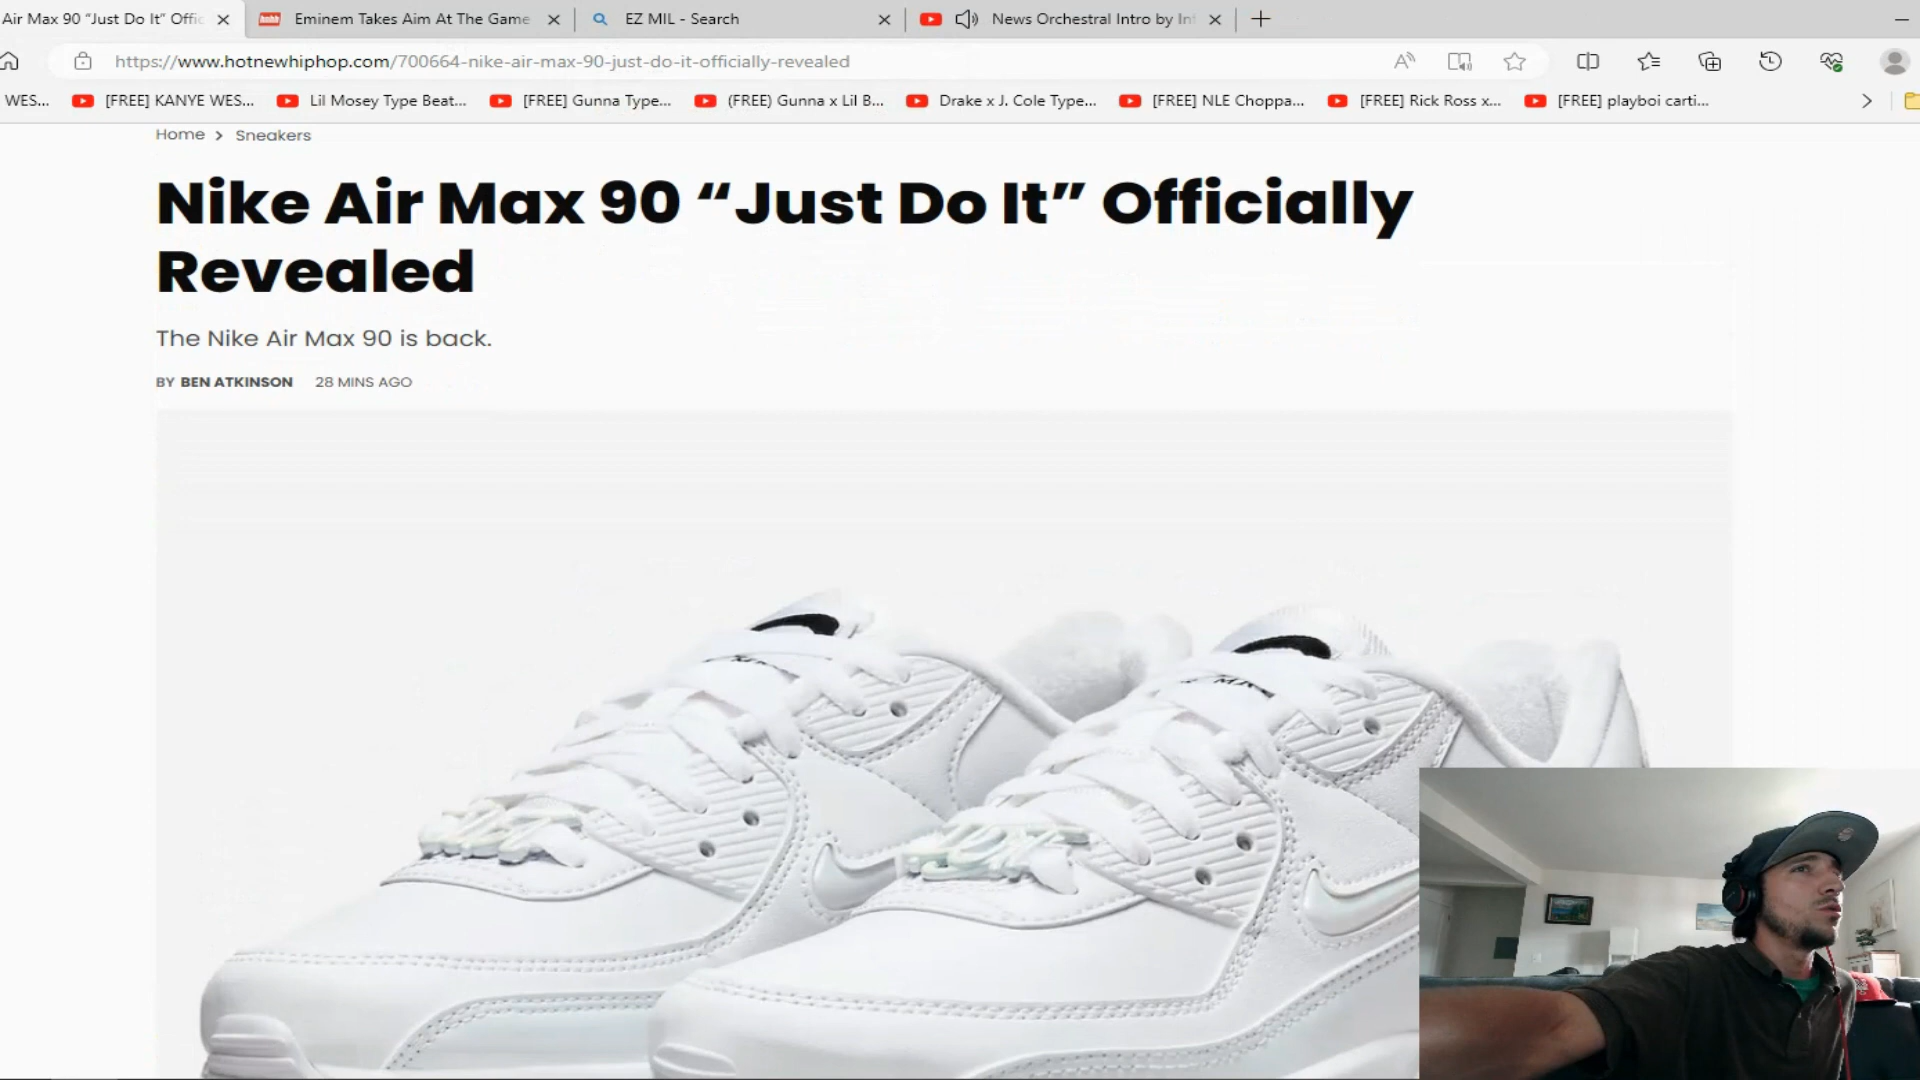 Air Max 90 “Just Do It” Offic
Eminem Takes Aim At The Game
EZ MIL - Search
News Orchestral Intro by In
https://www.hotnewhiphop.com/700664-nike-air-max-90-just-do-it-officially-revealed
WES...
[FREE] KANYE WES...
Lil Mosey Type Beat...
[FREE] Gunna Type...
(FREE) Gunna x Lil B...
Drake x J. Cole Type...
[FREE] NLE Choppa...
[FREE] Rick Ross x...
[FREE] playboi carti...
Home > Sneakers
Nike Air Max 90 “Just Do It” Officially
Revealed
The Nike Air Max 90 is back.
BY BEN ATKINSON 28 MINS AGO